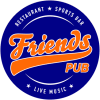 RESTAURANT ★ SPORTS BAR
Friends
PUB
LIVE MUSIC